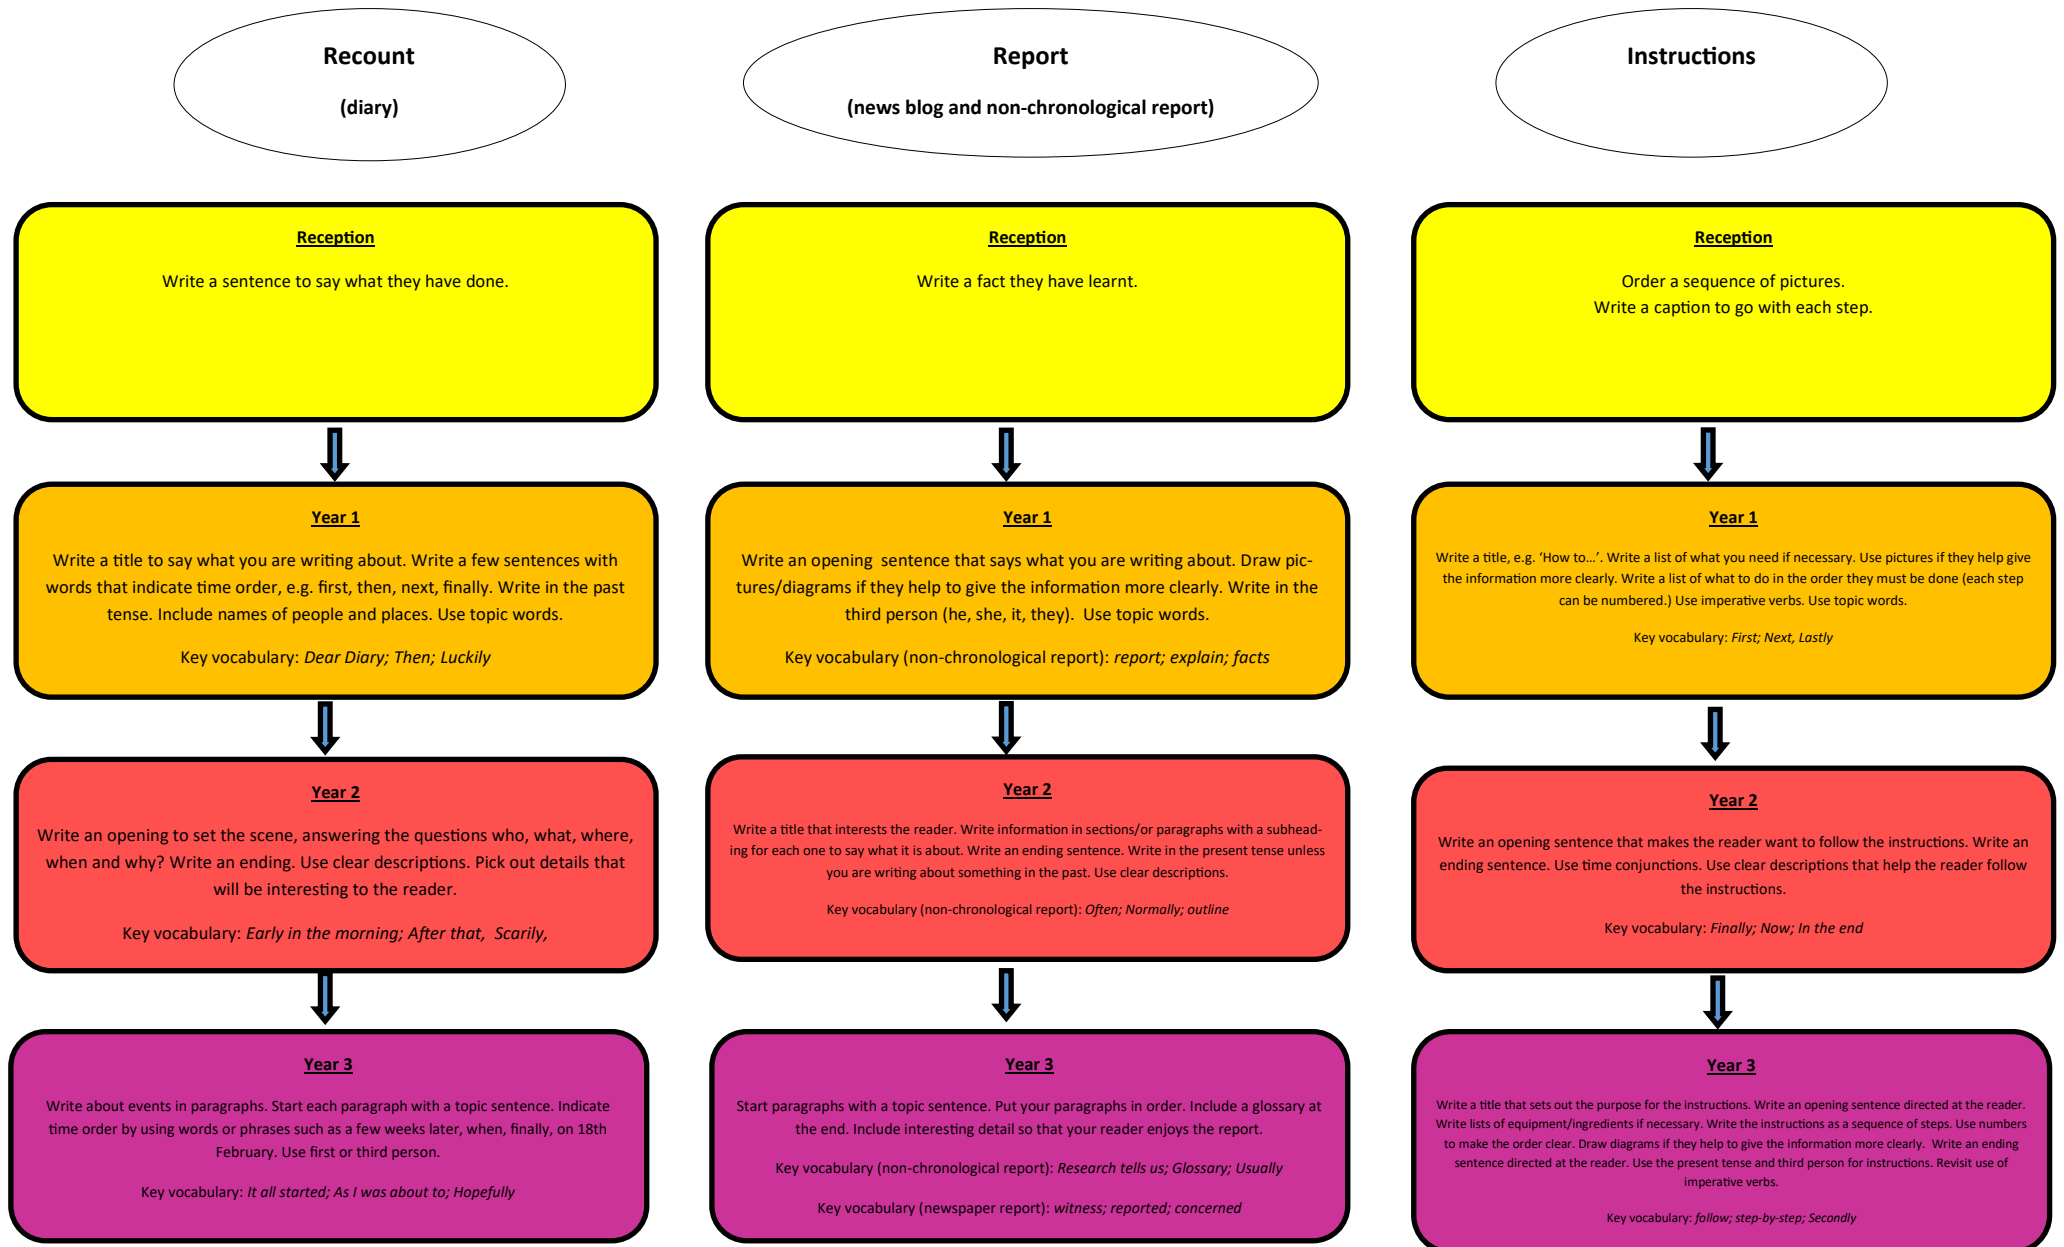 Recount
(diary)
Report
(news blog and non-chronological report)
Instructions
Reception
Write a sentence to say what they have done.
Reception
Write a fact they have learnt.
Reception
Order a sequence of pictures.
Write a caption to go with each step.
Year 1
Write a title to say what you are writing about. Write a few sentences with
words that indicate time order, e.g. first, then, next, finally. Write in the past
tense. Include names of people and places. Use topic words.
Key vocabulary: Dear Diary; Then; Luckily
Year 1
Write an opening  sentence that says what you are writing about. Draw pic-
tures/diagrams if they help to give the information more clearly. Write in the
third person (he, she, it, they).  Use topic words.
Key vocabulary (non-chronological report): report; explain; facts
Year 1
Write a title, e.g. ‘How to…’. Write a list of what you need if necessary. Use pictures if they help give
the information more clearly. Write a list of what to do in the order they must be done (each step
can be numbered.) Use imperative verbs. Use topic words.
Key vocabulary: First; Next, Lastly
Year 2
Write an opening to set the scene, answering the questions who, what, where,
when and why? Write an ending. Use clear descriptions. Pick out details that
will be interesting to the reader.
Key vocabulary: Early in the morning; After that,  Scarily,
Year 2
Write a title that interests the reader. Write information in sections/or paragraphs with a subhead-
ing for each one to say what it is about. Write an ending sentence. Write in the present tense unless
you are writing about something in the past. Use clear descriptions.
Key vocabulary (non-chronological report): Often; Normally; outline
Year 2
Write an opening sentence that makes the reader want to follow the instructions. Write an
ending sentence. Use time conjunctions. Use clear descriptions that help the reader follow
the instructions.
Key vocabulary: Finally; Now; In the end
Year 3
Write about events in paragraphs. Start each paragraph with a topic sentence. Indicate
time order by using words or phrases such as a few weeks later, when, finally, on 18th
February. Use first or third person.
Key vocabulary: It all started; As I was about to; Hopefully
Year 3
Start paragraphs with a topic sentence. Put your paragraphs in order. Include a glossary at
the end. Include interesting detail so that your reader enjoys the report.
Key vocabulary (non-chronological report): Research tells us; Glossary; Usually
Key vocabulary (newspaper report): witness; reported; concerned
Year 3
Write a title that sets out the purpose for the instructions. Write an opening sentence directed at the reader.
Write lists of equipment/ingredients if necessary. Write the instructions as a sequence of steps. Use numbers
to make the order clear. Draw diagrams if they help to give the information more clearly.  Write an ending
sentence directed at the reader. Use the present tense and third person for instructions. Revisit use of
imperative verbs.
Key vocabulary: follow; step-by-step; Secondly